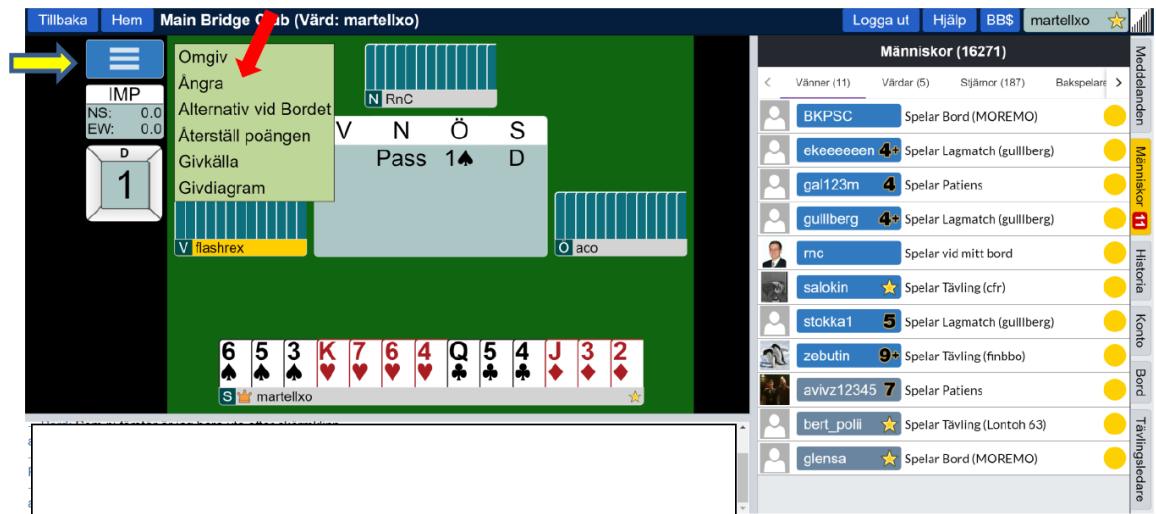 Tillbaka Hem Main Bridge Club (Värd: martellxo) Logga ut Hjälp BB$ martellxo
Omgiv
Ångra
Alternativ vid Bordet
Återställ poängen
Givkälla
Givdiagram
IMP
NS: 0.0
EW: 0.0
D
1
N RnC
V N Ö S
Pass 1♠ D
V flashrex
Ö aco
6 5 3 K 7 6 4 Q 5 4 J 3 2
♠ ♠ ♠ ♥ ♥ ♥ ♥ ♣ ♣ ♣ ♦ ♦ ♦
S martellxo
Människor (16271)
< Vänner (11) Värdar (5) Stjärnor (187) Bakspelare >
BKPSC Spelar Bord (MOREMO)
ekeeeeeen 4+ Spelar Lagmatch (gulllberg)
gal123m 4 Spelar Patiens
gulllberg 4+ Spelar Lagmatch (gulllberg)
rnc Spelar vid mitt bord
salokin Spelar Tävling (cfr)
stokka1 5 Spelar Lagmatch (gulllberg)
zebutin 9+ Spelar Tävling (finbbo)
avivz12345 7 Spelar Patiens
bert_polii Spelar Tävling (Lontoh 63)
glensa Spelar Bord (MOREMO)
Meddelanden
Människor 11
Historia
Konto
Bord
Tävlingsledare